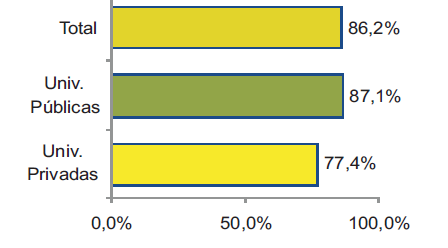 Total 86,2%
Univ.
Públicas 87,1%
Univ.
Privadas 77,4%
0,0% 50,0% 100,0%